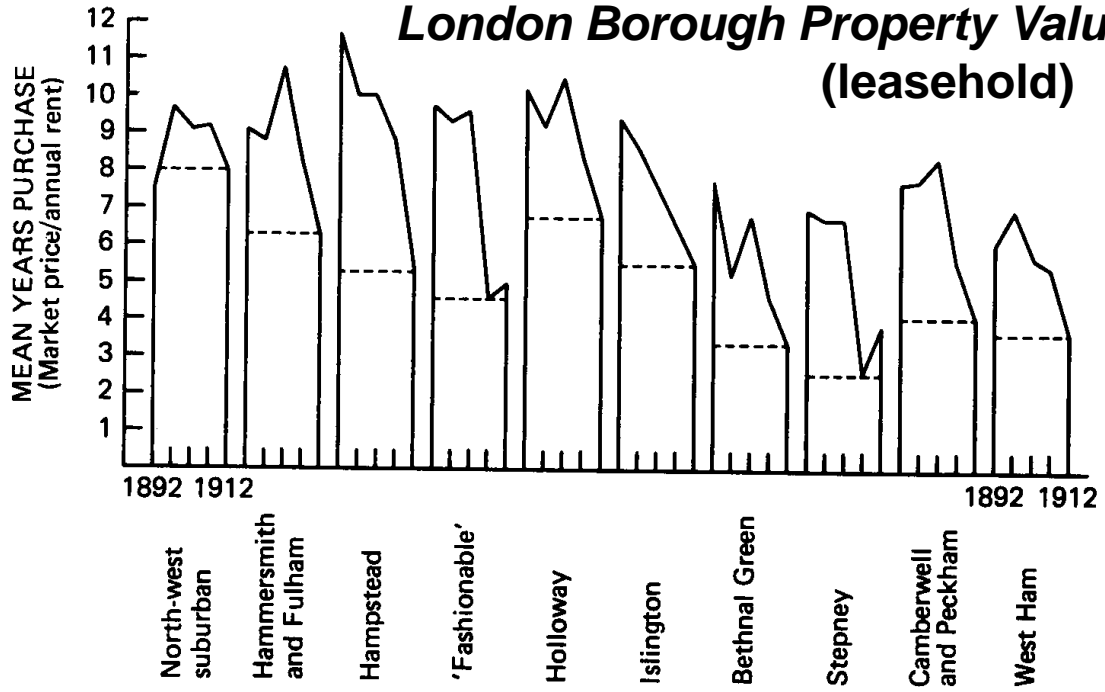 London Borough Property Valu
(leasehold)
MEAN YEARS PURCHASE
(Market price/annual rent)
12
11
10
9
8
7
6
5
4
3
2
1
1892 1912
1892 1912
North-west
suburban
Hammersmith
and Fulham
Hampstead
'Fashionable'
Holloway
Islington
Bethnal Green
Stepney
Camberwell
and Peckham
West Ham